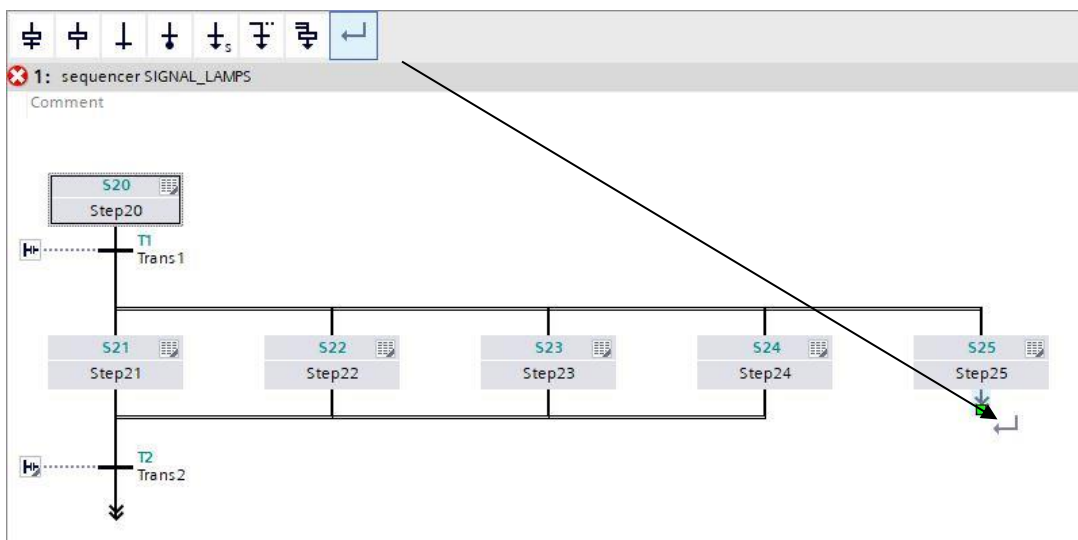 S
1: sequencer SIGNAL_LAMPS
Comment
S20
Step20
T1
Trans1
S21
Step21
S22
Step22
S23
Step23
S24
Step24
S25
Step25
T2
Trans2